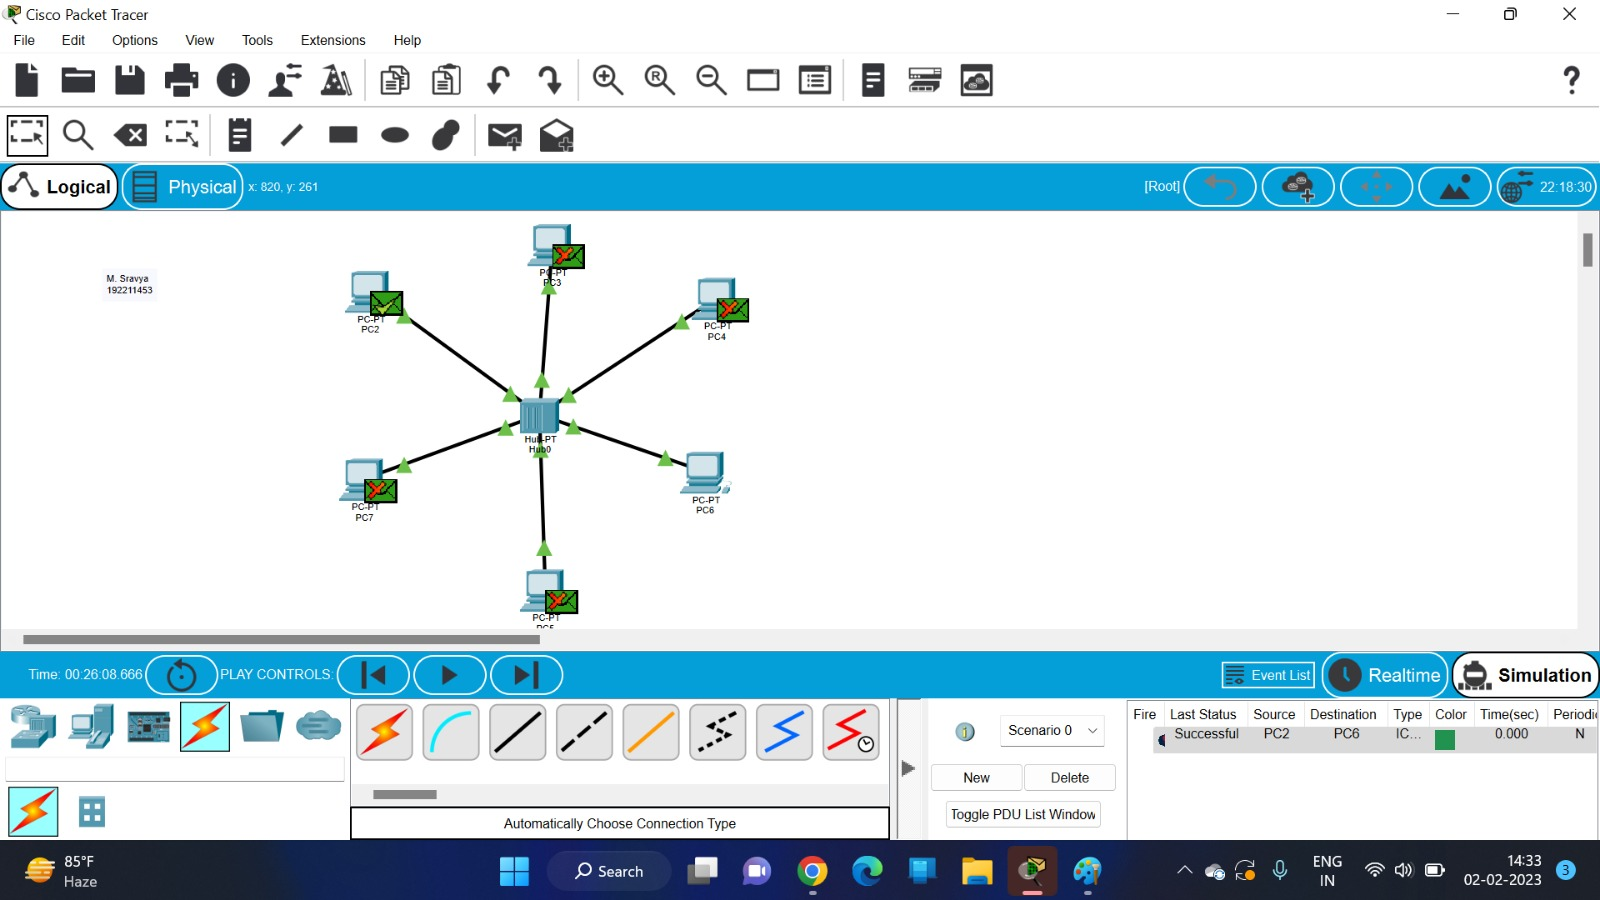 Cisco Packet Tracer
File Edit Options View Tools Extensions Help
Logical Physical x: 820, y: 261 [Root] 22:18:30
M. Sravya
192211453
PC-PT
PC3
PC-PT
PC2
PC-PT
PC4
Hub-PT
Hub0
PC-PT
PC7
PC-PT
PC6
PC-PT
PC5
Time: 00:26:08.666 PLAY CONTROLS: Event List Realtime Simulation
Scenario 0
New Delete
Toggle PDU List Window
Fire Last Status Source Destination Type Color Time(sec) Periodi
Successful PC2 PC6 IC... 0.000 N
Automatically Choose Connection Type
85°F
Haze
Search
ENG
IN
14:33
02-02-2023
3